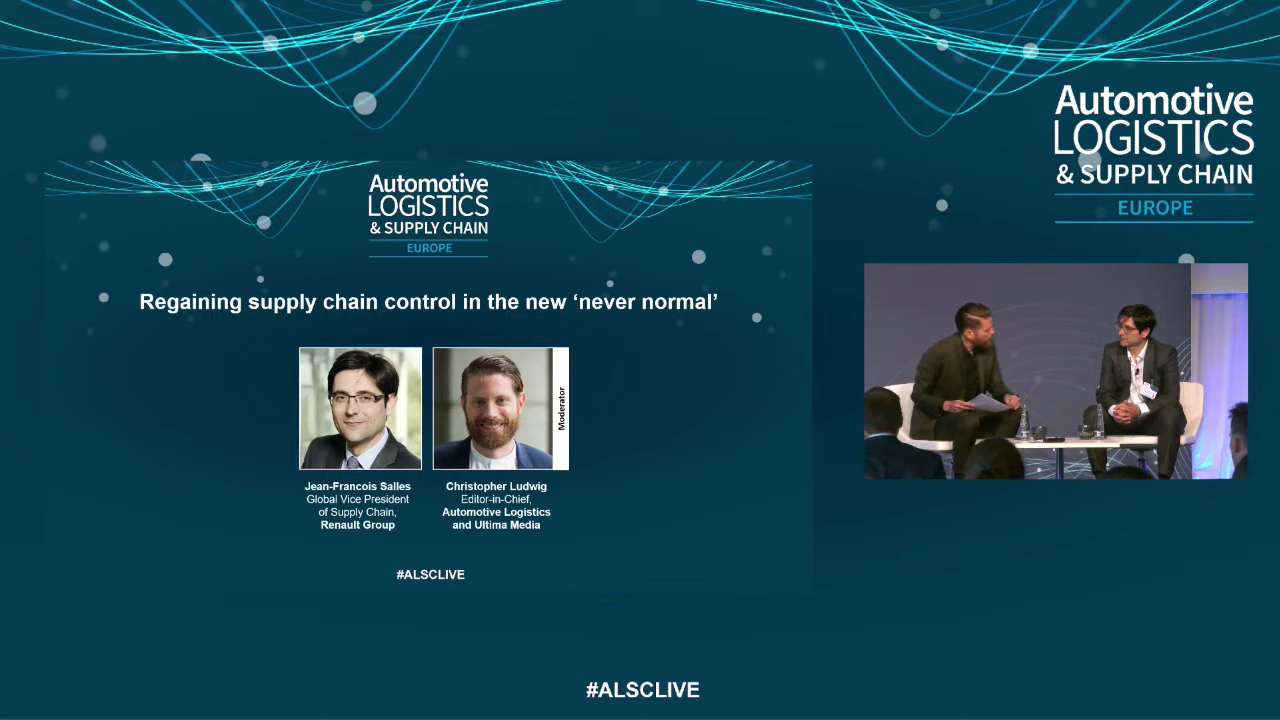 Automotive
LOGISTICS
& SUPPLY CHAIN
EUROPE
Automotive
LOGISTICS
& SUPPLY CHAIN
EUROPE
Regaining supply chain control in the new ‘never normal’
Moderator
Jean-Francois Salles
Global Vice President
of Supply Chain,
Renault Group
Christopher Ludwig
Editor-in-Chief,
Automotive Logistics
and Ultima Media
#ALSCLIVE
#ALSCLIVE